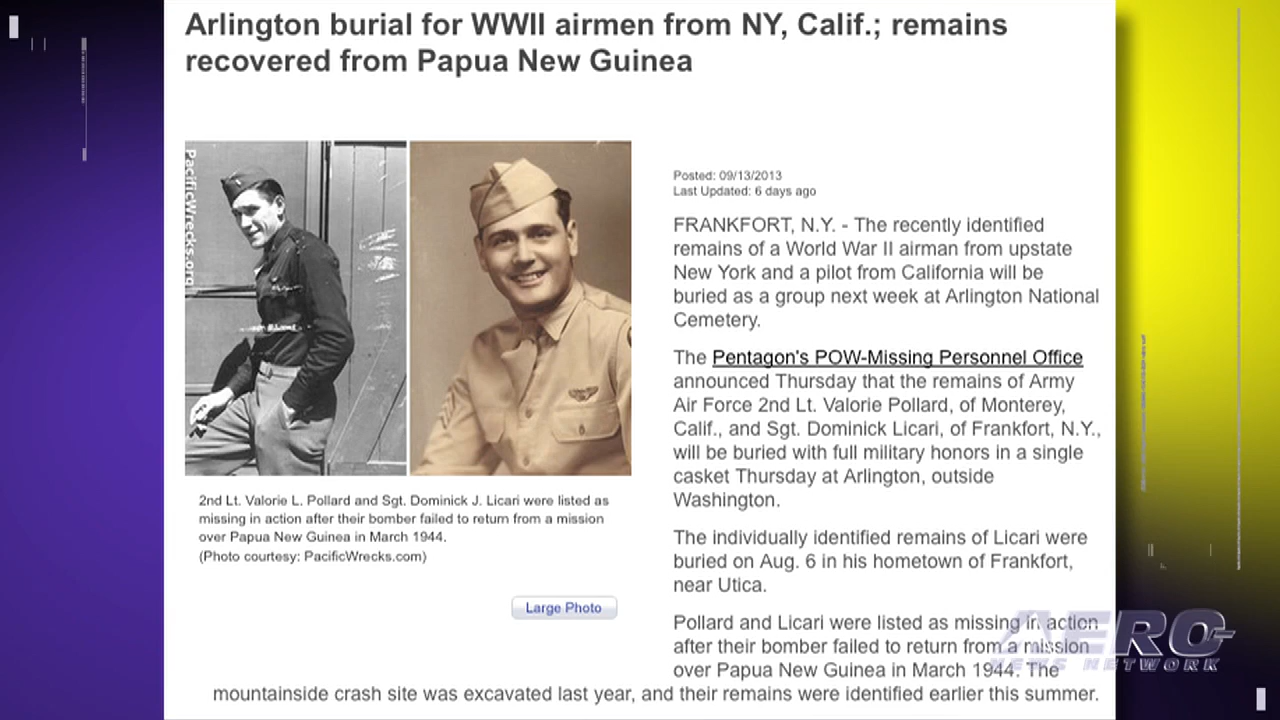 Arlington burial for WWII airmen from NY, Calif.; remains
recovered from Papua New Guinea
PacificWrecks.org
2nd Lt. Valorie L. Pollard and Sgt. Dominick J. Licari were listed as
missing in action after their bomber failed to return from a mission
over Papua New Guinea in March 1944.
(Photo courtesy: PacificWrecks.com)
Large Photo
Posted: 09/13/2013
Last Updated: 6 days ago
FRANKFORT, N.Y. - The recently identified
remains of a World War II airman from upstate
New York and a pilot from California will be
buried as a group next week at Arlington National
Cemetery.
The Pentagon's POW-Missing Personnel Office
announced Thursday that the remains of Army
Air Force 2nd Lt. Valorie Pollard, of Monterey,
Calif., and Sgt. Dominick Licari, of Frankfort, N.Y.,
will be buried with full military honors in a single
casket Thursday at Arlington, outside
Washington.
The individually identified remains of Licari were
buried on Aug. 6 in his hometown of Frankfort,
near Utica.
Pollard and Licari were listed as missing in action
after their bomber failed to return from a mission
over Papua New Guinea in March 1944. The
mountainside crash site was excavated last year, and their remains were identified earlier this summer.
AERO-
NEWS NETWORK